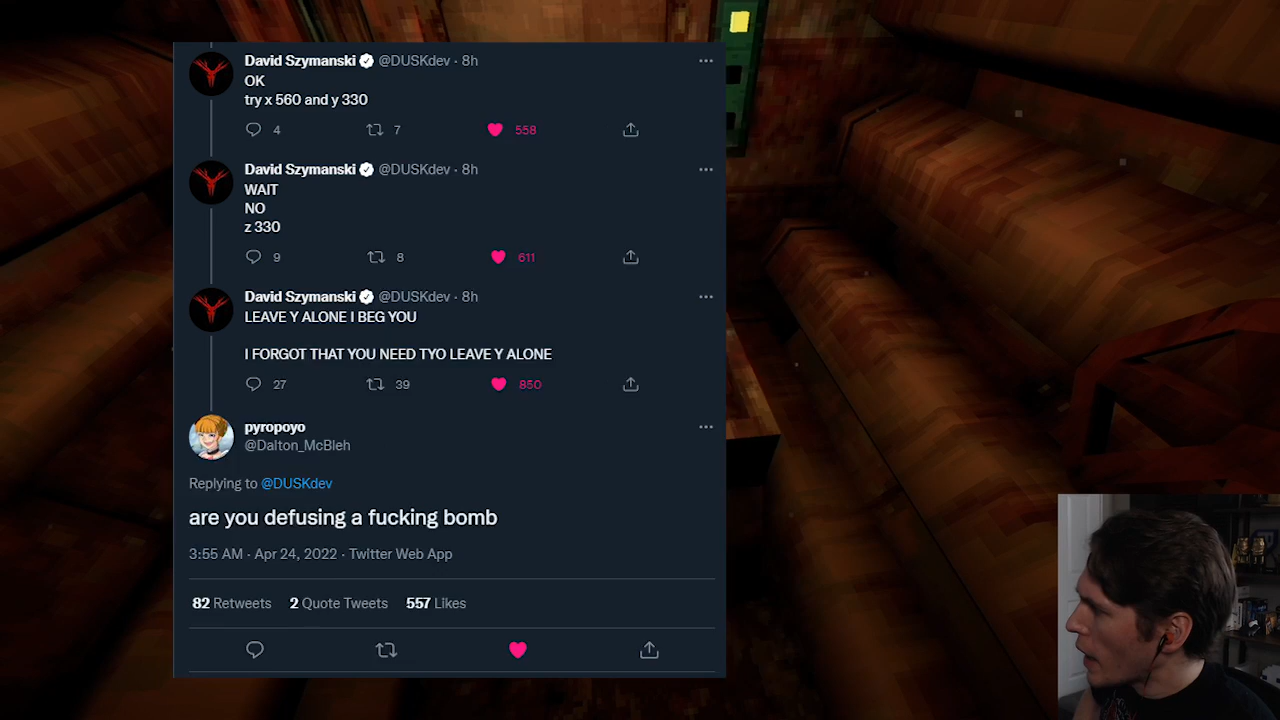 David Szymanski @DUSKdev · 8h
OK
try x 560 and y 330
4 7 558
David Szymanski @DUSKdev · 8h
WAIT
NO
z 330
9 8 611
David Szymanski @DUSKdev · 8h
LEAVE Y ALONE I BEG YOU
I FORGOT THAT YOU NEED TYO LEAVE Y ALONE
27 39 850
pyropoyo
@Dalton_McBleh
Replying to @DUSKdev
are you defusing a fucking bomb
3:55 AM · Apr 24, 2022 · Twitter Web App
82 Retweets 2 Quote Tweets 557 Likes